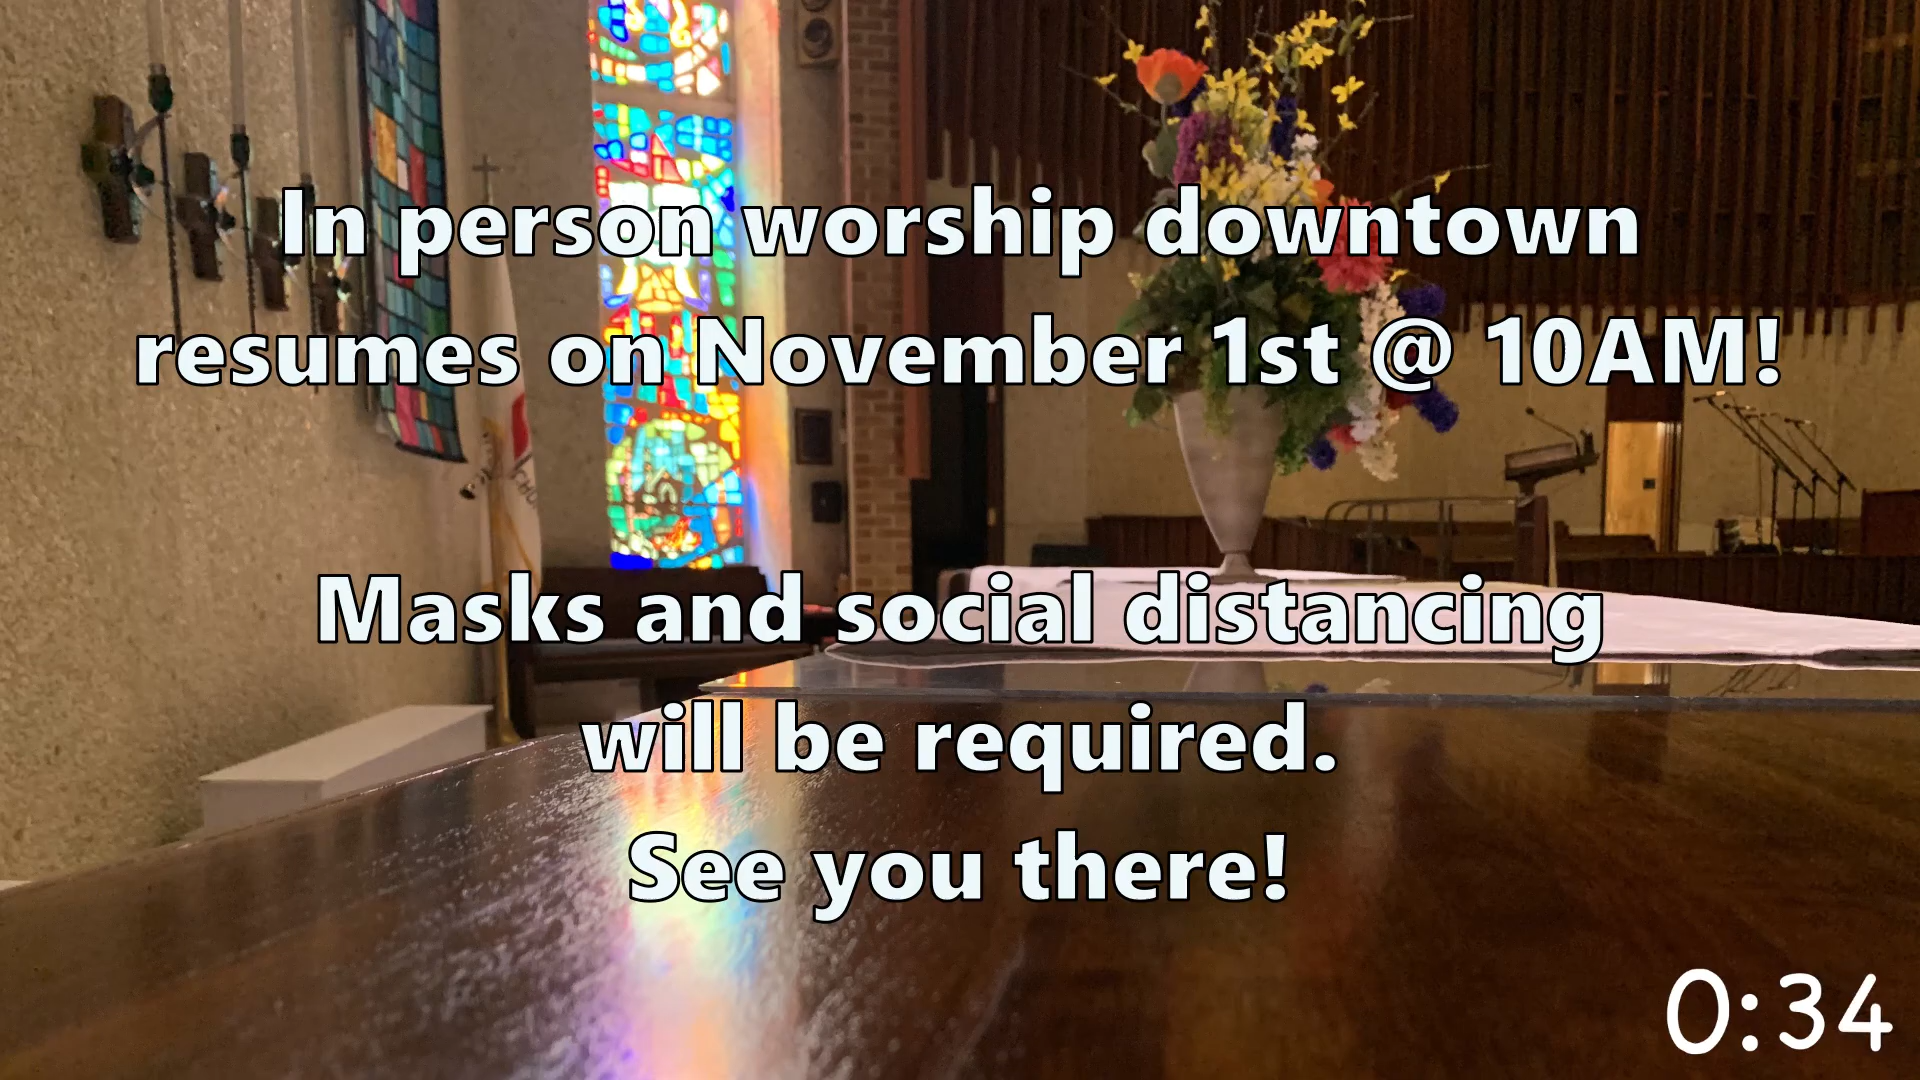 In person worship downtown
resumes on November 1st @ 10AM!
Masks and social distancing
will be required.
See you there!
0:34